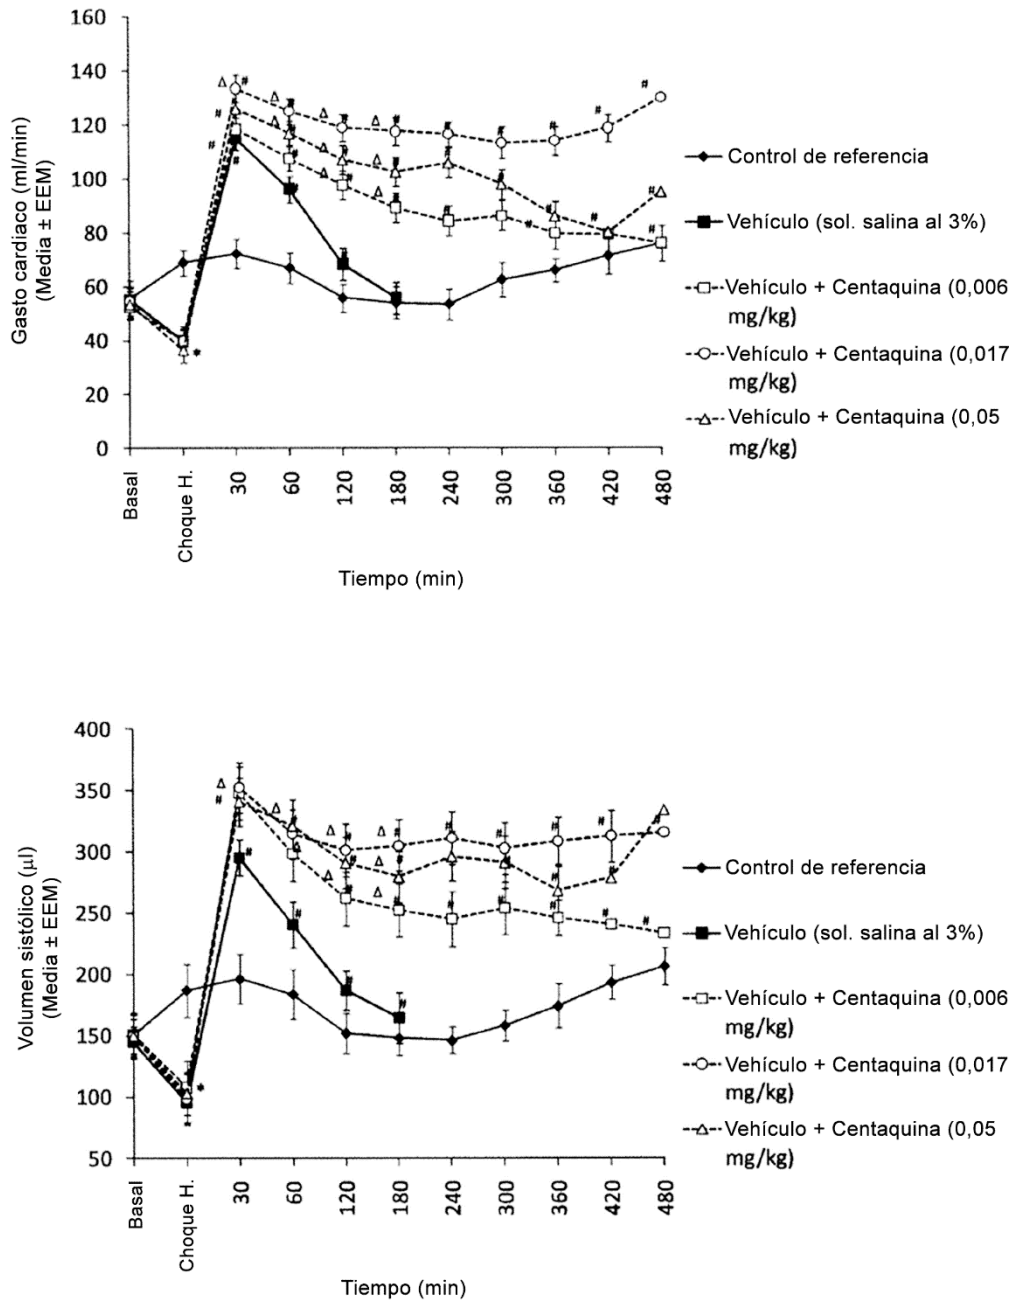 160
140
120
100
80
60
40
20
0
Gasto cardiaco (ml/min)
(Media ± EEM)
Basal
Choque H.
30
60
120
180
240
300
360
420
480
Tiempo (min)
Control de referencia
Vehículo (sol. salina al 3%)
Vehículo + Centaquina (0,006
mg/kg)
Vehículo + Centaquina (0,017
mg/kg)
Vehículo + Centaquina (0,05
mg/kg)
400
350
300
250
200
150
100
50
Volumen sistólico (µl)
(Media ± EEM)
Basal
Choque H.
30
60
120
180
240
300
360
420
480
Tiempo (min)
Control de referencia
Vehículo (sol. salina al 3%)
Vehículo + Centaquina (0,006
mg/kg)
Vehículo + Centaquina (0,017
mg/kg)
Vehículo + Centaquina (0,05
mg/kg)